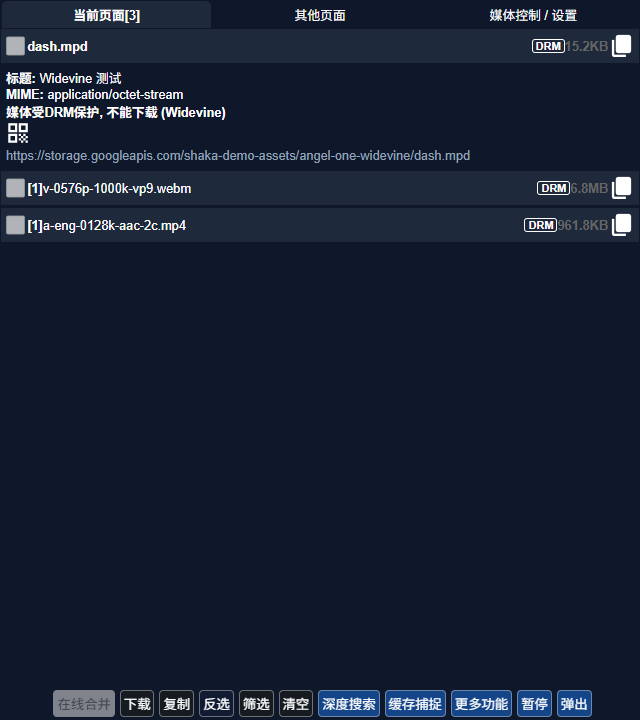 当前页面[3] 其他页面 媒体控制 / 设置
dash.mpd DRM 15.2KB
标题: Widevine 测试
MIME: application/octet-stream
媒体受DRM保护, 不能下载 (Widevine)
https://storage.googleapis.com/shaka-demo-assets/angel-one-widevine/dash.mpd
[1]v-0576p-1000k-vp9.webm DRM 6.8MB
[1]a-eng-0128k-aac-2c.mp4 DRM 961.8KB
在线合并 下载 复制 反选 筛选 清空 深度搜索 缓存捕捉 更多功能 暂停 弹出